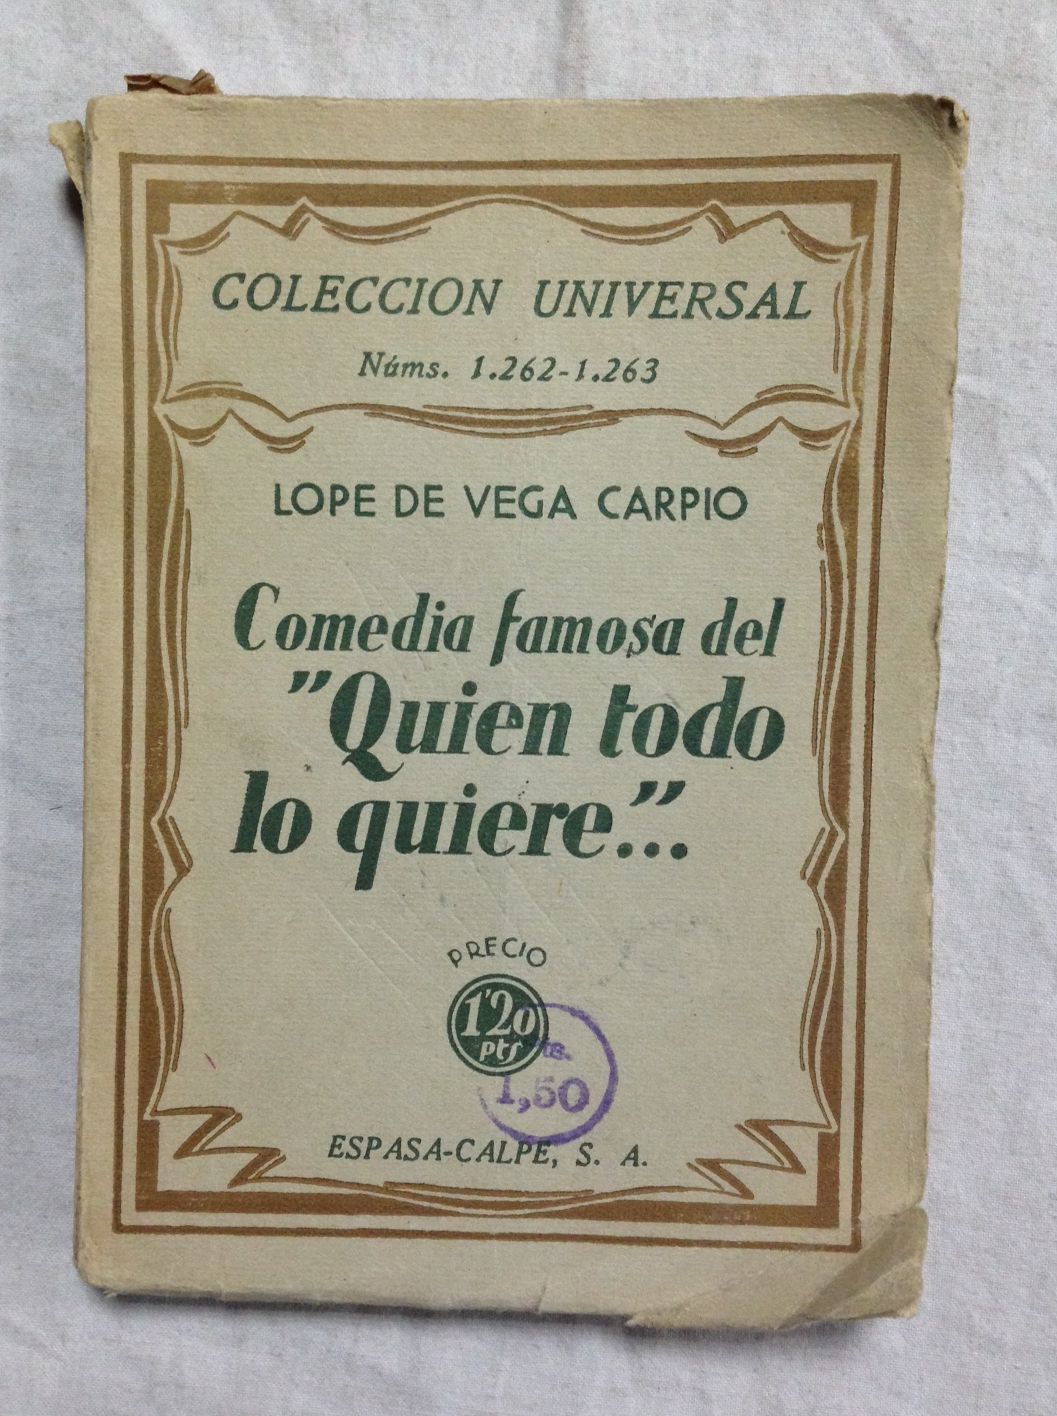 COLECCION UNIVERSAL
Núms. 1.262-1.263
LOPE DE VEGA CARPIO
Comedia famosa del
"Quien todo
lo quiere..."
PRECIO
1'20
pts
ts.
1,50
ESPASA-CALPE, S. A.